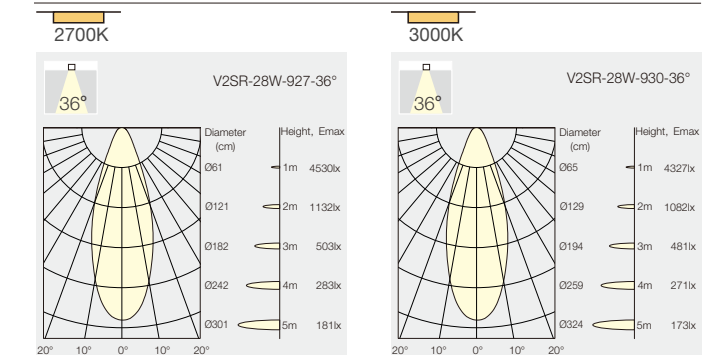 2700K
V2SR-28W-927-36°
36°
Diameter (cm) Height, Emax
Ø61 1m 4530lx
Ø121 2m 1132lx
Ø182 3m 503lx
Ø242 4m 283lx
Ø301 5m 181lx
20° 10° 0° 10° 20°
3000K
V2SR-28W-930-36°
36°
Diameter (cm) Height, Emax
Ø65 1m 4327lx
Ø129 2m 1082lx
Ø194 3m 481lx
Ø259 4m 271lx
Ø324 5m 173lx
20° 10° 0° 10° 20°